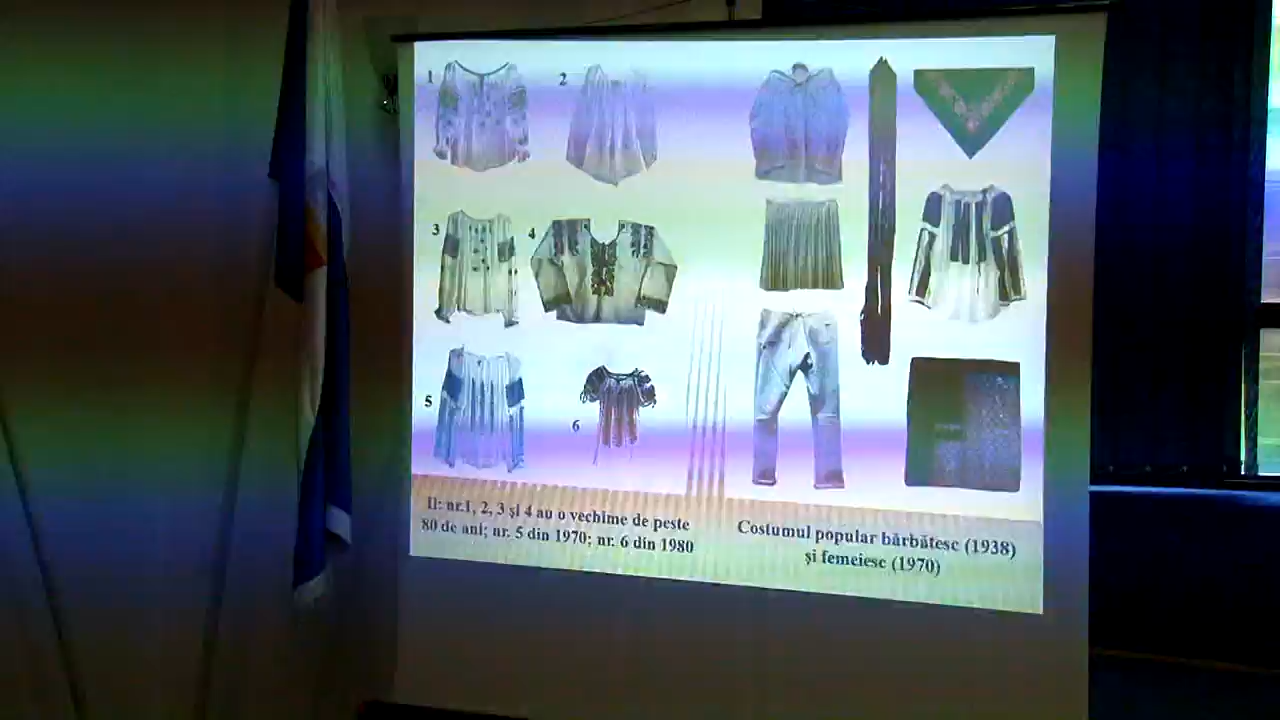 1
2
3
4
5
6
II: nr.1, 2, 3 și 4 au o vechime de peste
80 de ani; nr. 5 din 1970; nr. 6 din 1980
Costumul popular bărbătesc (1938)
și femeiesc (1970)